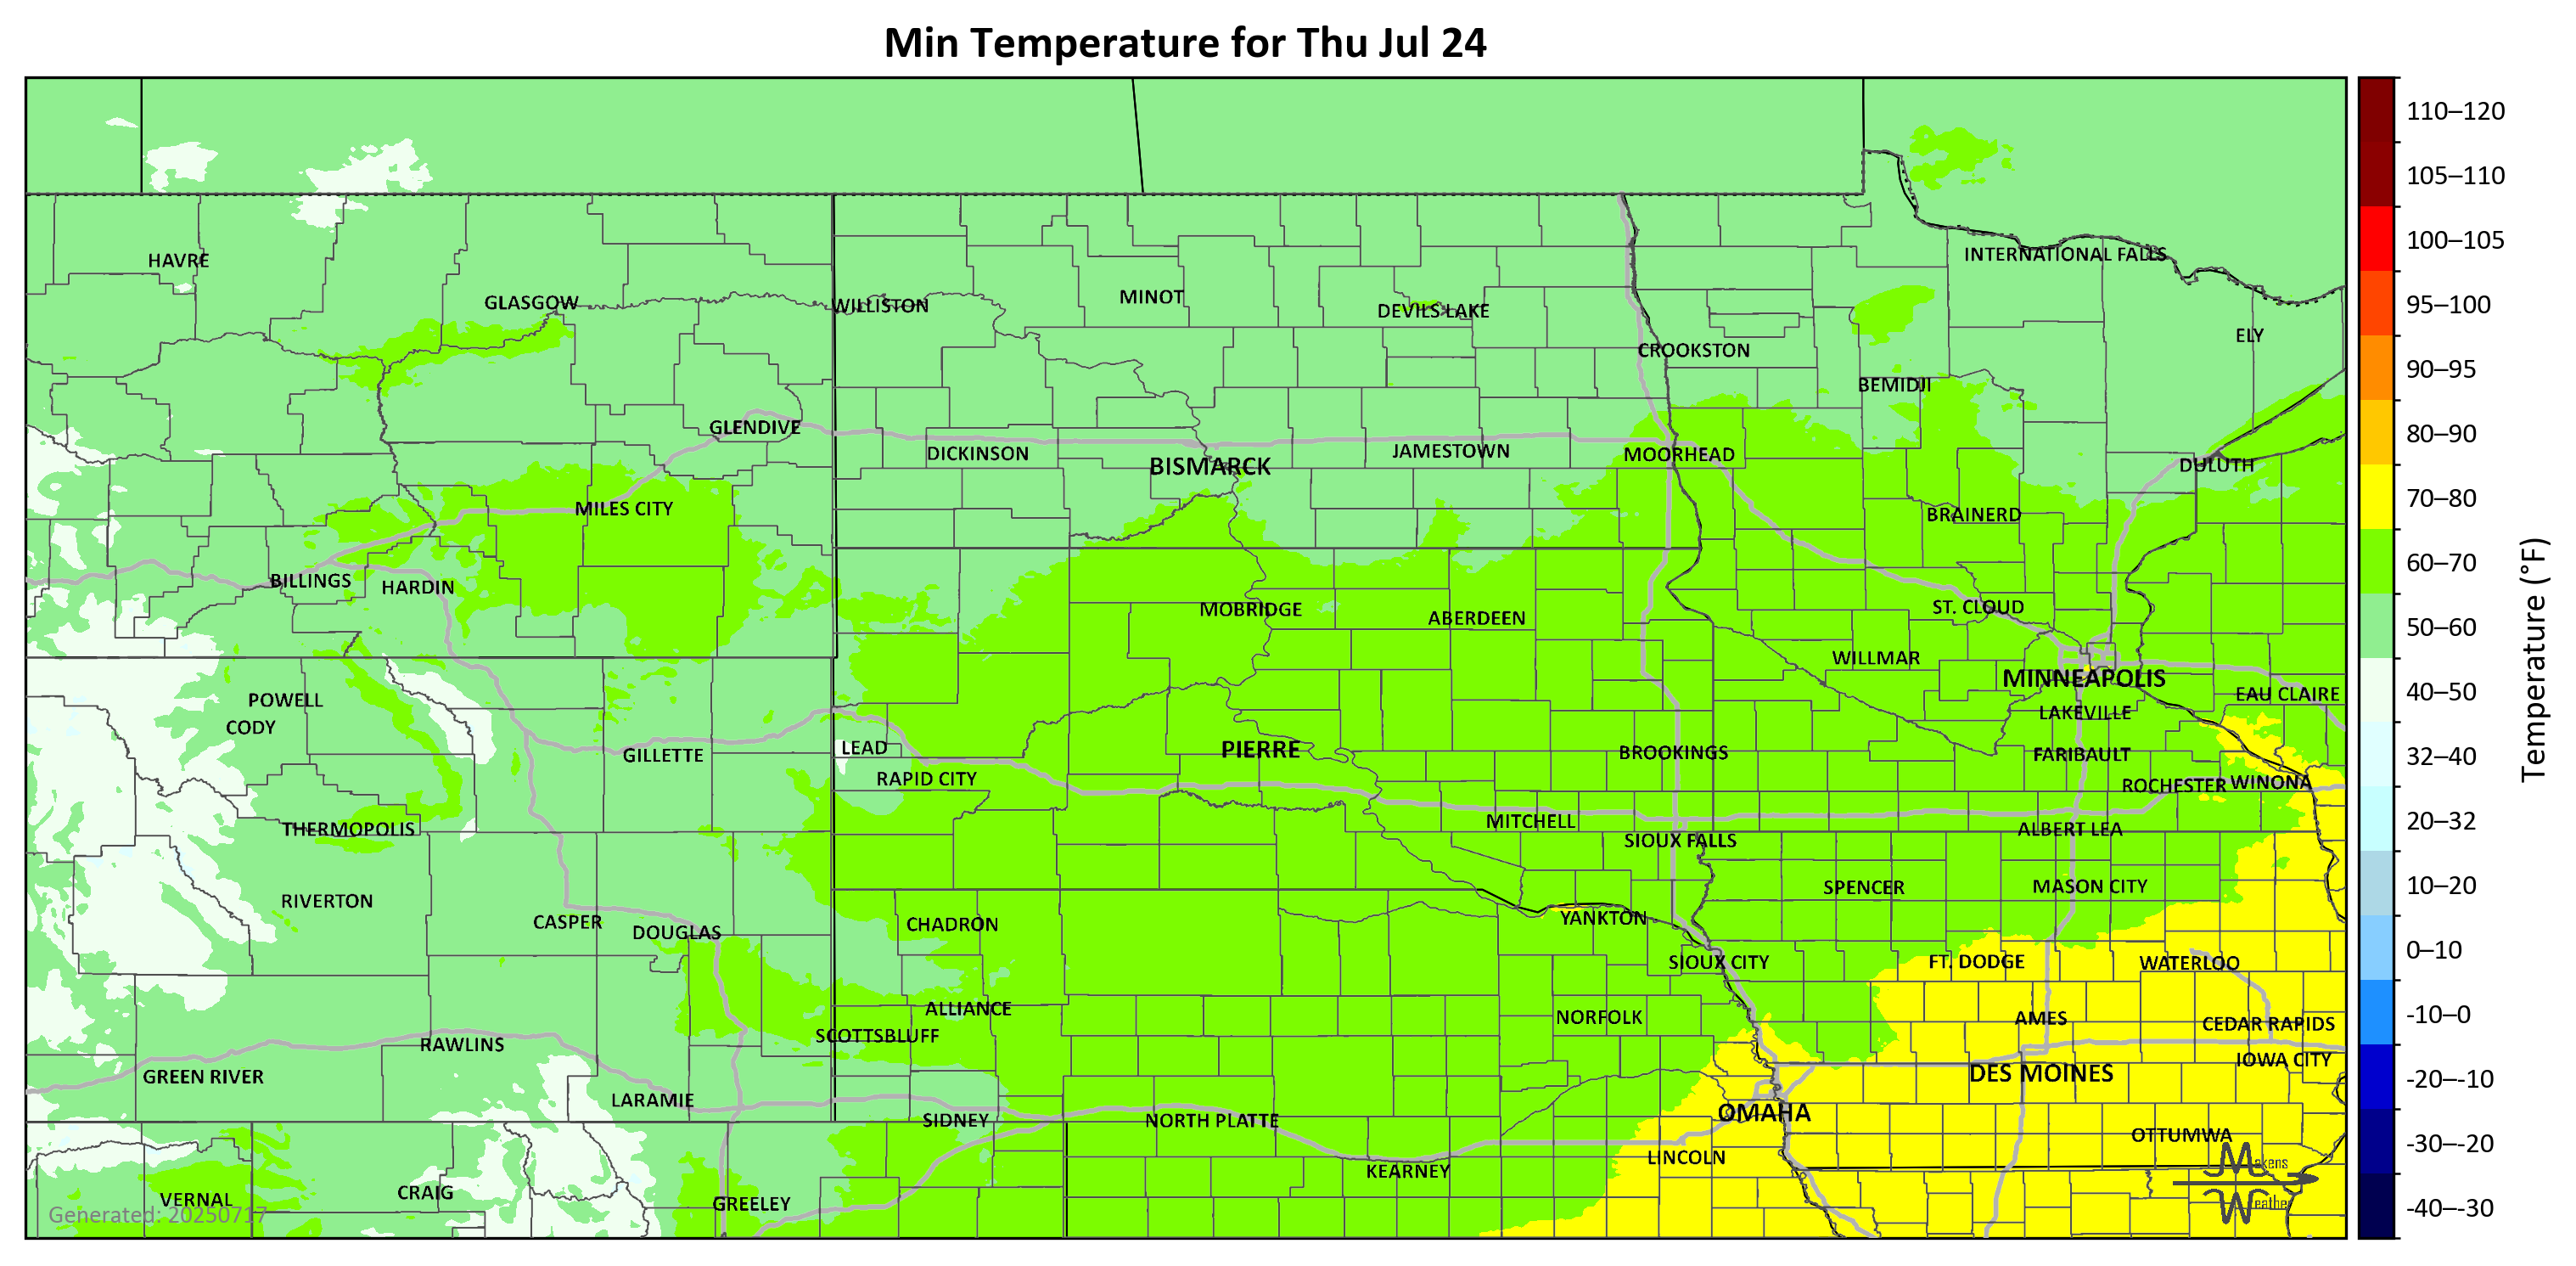 Min Temperature for Thu Jul 24
110–120
105–110
100–105
95–100
90–95
80–90
70–80
60–70
50–60
40–50
32–40
20–32
10–20
0–10
-10–0
-20–-10
-30–-20
-40–-30
Temperature (°F)
INTERNATIONAL FALLS
HAVRE
GLASGOW
WILLISTON
MINOT
DEVILS LAKE
ELY
CROOKSTON
BEMIDJI
GLENDIVE
DICKINSON
BISMARCK
JAMESTOWN
MOORHEAD
DULUTH
MILES CITY
BRAINERD
BILLINGS
HARDIN
MOBRIDGE
ABERDEEN
ST. CLOUD
WILLMAR
MINNEAPOLIS
EAU CLAIRE
POWELL
CODY
LAKEVILLE
GILLETTE
LEAD
PIERRE
BROOKINGS
FARIBAULT
RAPID CITY
ROCHESTER
WINONA
THERMOPOLIS
MITCHELL
SIOUX FALLS
ALBERT LEA
RIVERTON
SPENCER
MASON CITY
CASPER
DOUGLAS
CHADRON
YANKTON
SIOUX CITY
FT. DODGE
WATERLOO
ALLIANCE
NORFOLK
AMES
CEDAR RAPIDS
SCOTTSBLUFF
RAWLINS
IOWA CITY
GREEN RIVER
DES MOINES
LARAMIE
SIDNEY
NORTH PLATTE
OMAHA
OTTUMWA
LINCOLN
KEARNEY
VERNAL
CRAIG
GREELEY
Makens
Weather
Generated: 20250717